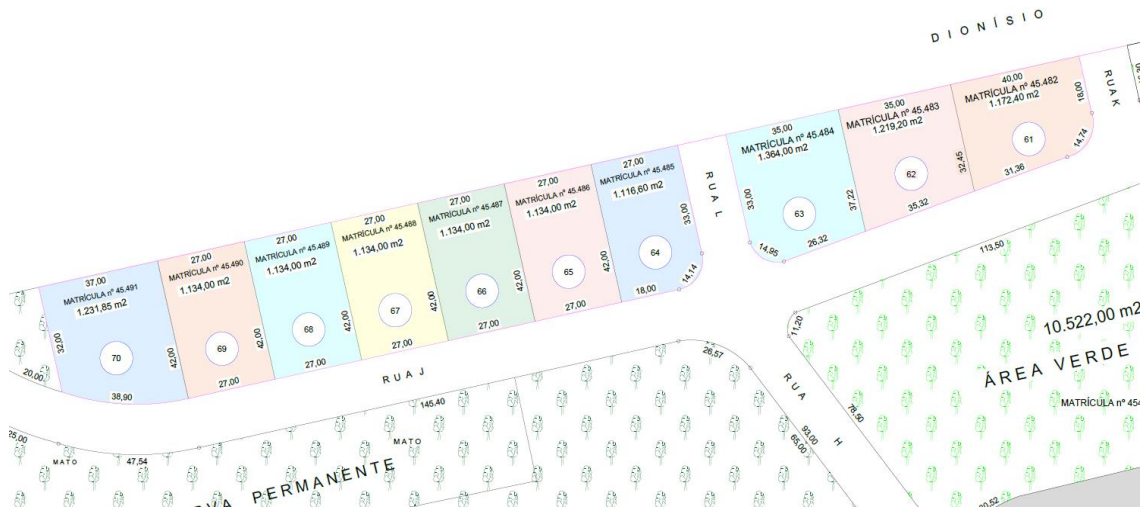 DIONÍSIO
RUA K
40,00
MATRÍCULA nº 45.482
1.172,40 m2
18,00
61
14,74
31,36
32,45
35,00
MATRÍCULA nº 45.483
1.219,20 m2
62
35,32
37,22
35,00
MATRÍCULA nº 45.484
1.364,00 m2
33,00
63
14,95
26,32
RUA L
27,00
MATRÍCULA nº 45.485
1.116,60 m2
33,00
64
14,14
18,00
42,00
27,00
MATRÍCULA nº 45.486
1.134,00 m2
65
27,00
42,00
27,00
MATRÍCULA nº 45.487
1.134,00 m2
66
27,00
42,00
27,00
MATRÍCULA nº 45.488
1.134,00 m2
67
27,00
42,00
27,00
MATRÍCULA nº 45.489
1.134,00 m2
68
27,00
42,00
27,00
MATRÍCULA nº 45.490
1.134,00 m2
69
27,00
42,00
37,00
MATRÍCULA nº 45.491
1.231,85 m2
32,00
70
38,90
20,00
RUA J
25,00
MATO
47,54
145,40
MATO
RVA PERMANENTE
26,57
RUA H
93,00
65,00
11,20
78,50
113,50
10.522,00 m2
ÁREA VERDE
MATRÍCULA nº 454